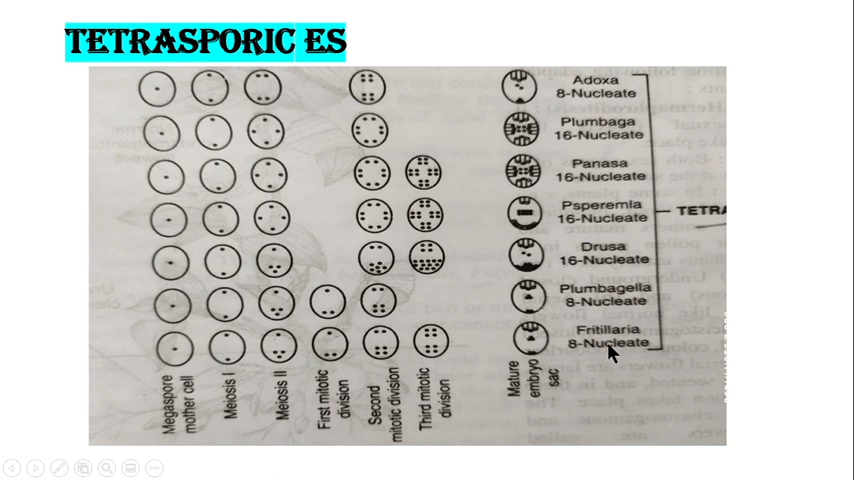 TETRASPORIC ES
Adoxa
8-Nucleate
Plumbaga
16-Nucleate
Panasa
16-Nucleate
Psperemla
16-Nucleate
Drusa
16-Nucleate
Plumbagella
8-Nucleate
Fritillaria
8-Nucleate
TETRA
Megaspore
mother cell
Meiosis I
Meiosis II
First mitotic
division
Second
mitotic division
Third mitotic
division
Mature
embryo
sac